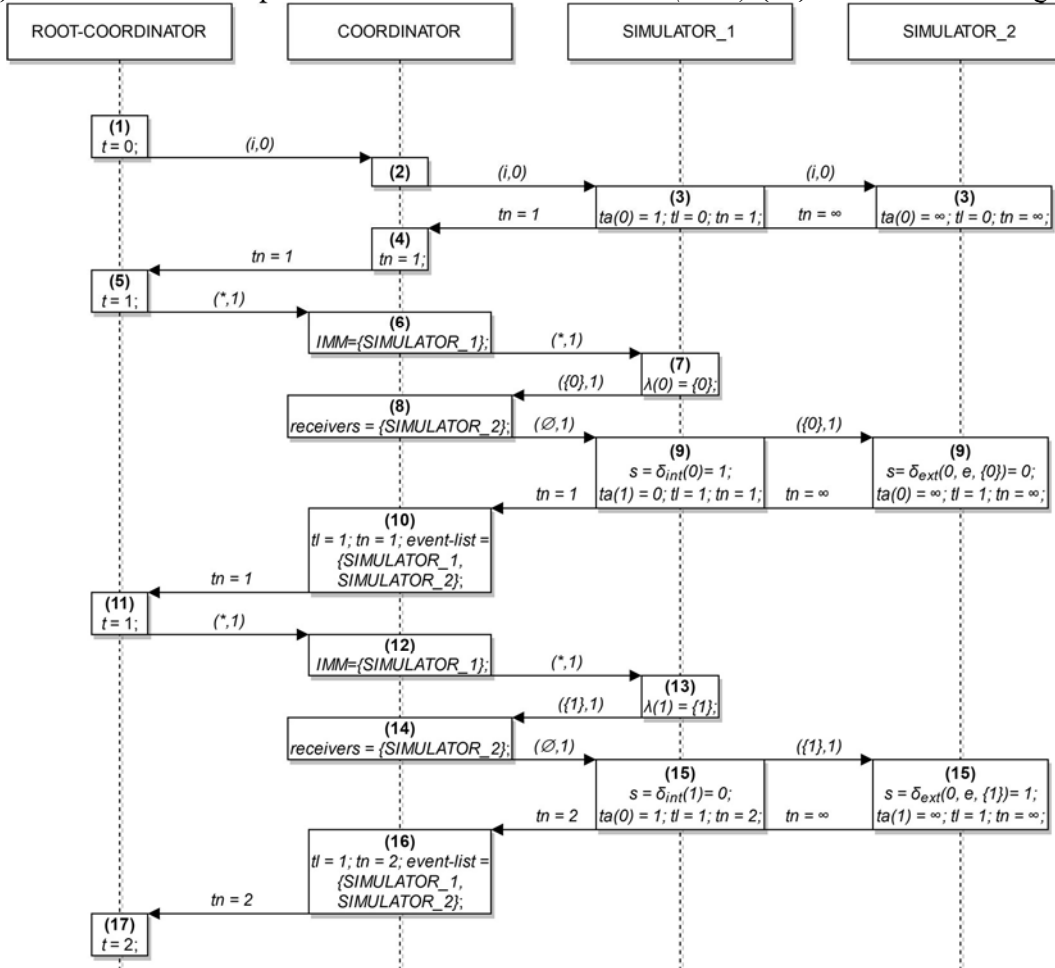 ROOT-COORDINATOR COORDINATOR SIMULATOR_1 SIMULATOR_2
(1)
t = 0;
(i,0)
(2)
(i,0) (i,0)
(3) (3)
ta(0) = 1; tl = 0; tn = 1; ta(0) = ∞; tl = 0; tn = ∞;
tn = 1 tn = ∞
(4)
tn = 1;
tn = 1
(5)
t = 1;
(*,1)
(6)
IMM={SIMULATOR_1};
(*,1)
(7)
λ(0) = {0};
({0},1)
(8)
receivers = {SIMULATOR_2};
(∅,1) ({0},1)
(9) (9)
s = δint(0)= 1; s= δext(0, e, {0})= 0;
ta(1) = 0; tl = 1; tn = 1; ta(0) = ∞; tl = 1; tn = ∞;
tn = 1 tn = ∞
(10)
tl = 1; tn = 1; event-list =
{SIMULATOR_1,
SIMULATOR_2};
tn = 1
(11)
t = 1;
(*,1)
(12)
IMM={SIMULATOR_1};
(*,1)
(13)
λ(1) = {1};
({1},1)
(14)
receivers = {SIMULATOR_2};
(∅,1) ({1},1)
(15) (15)
s = δint(1)= 0; s = δext(0, e, {1})= 1;
ta(0) = 1; tl = 1; tn = 2; ta(1) = ∞; tl = 1; tn = ∞;
tn = 2 tn = ∞
(16)
tl = 1; tn = 2; event-list =
{SIMULATOR_1,
SIMULATOR_2};
tn = 2
(17)
t = 2;